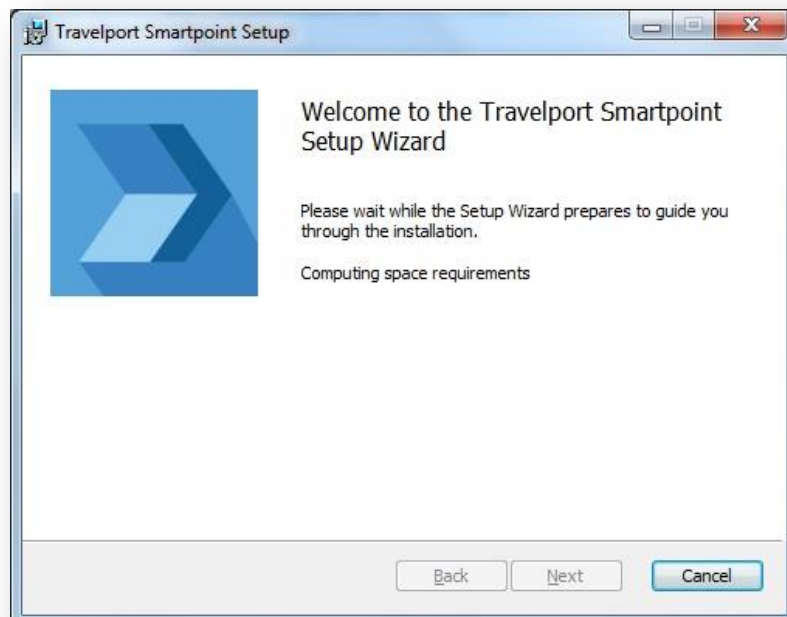 Travelport Smartpoint Setup
Welcome to the Travelport Smartpoint
Setup Wizard
Please wait while the Setup Wizard prepares to guide you
through the installation.
Computing space requirements
Back
Next
Cancel